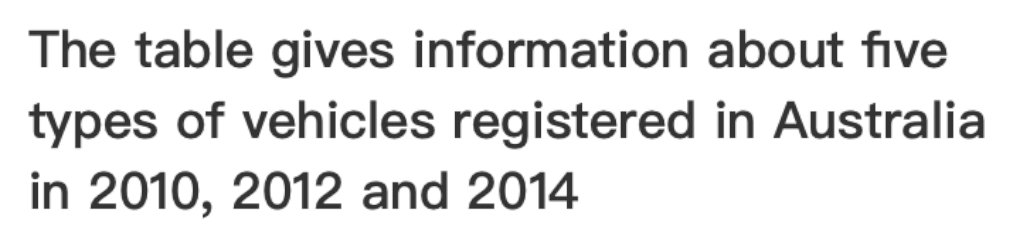 The table gives information about five
types of vehicles registered in Australia
in 2010, 2012 and 2014